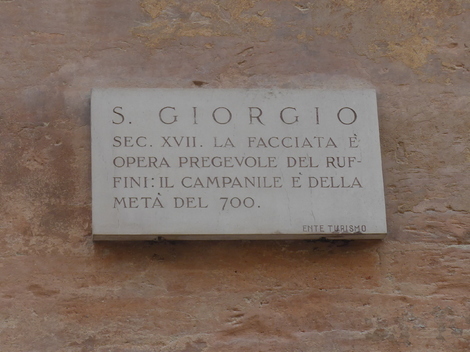 S. GIORGIO
SEC. XVII. LA FACCIATA È
OPERA PREGEVOLE DEL RUF-
FINI: IL CAMPANILE È DELLA
METÀ DEL 700.
ENTE TURISMO